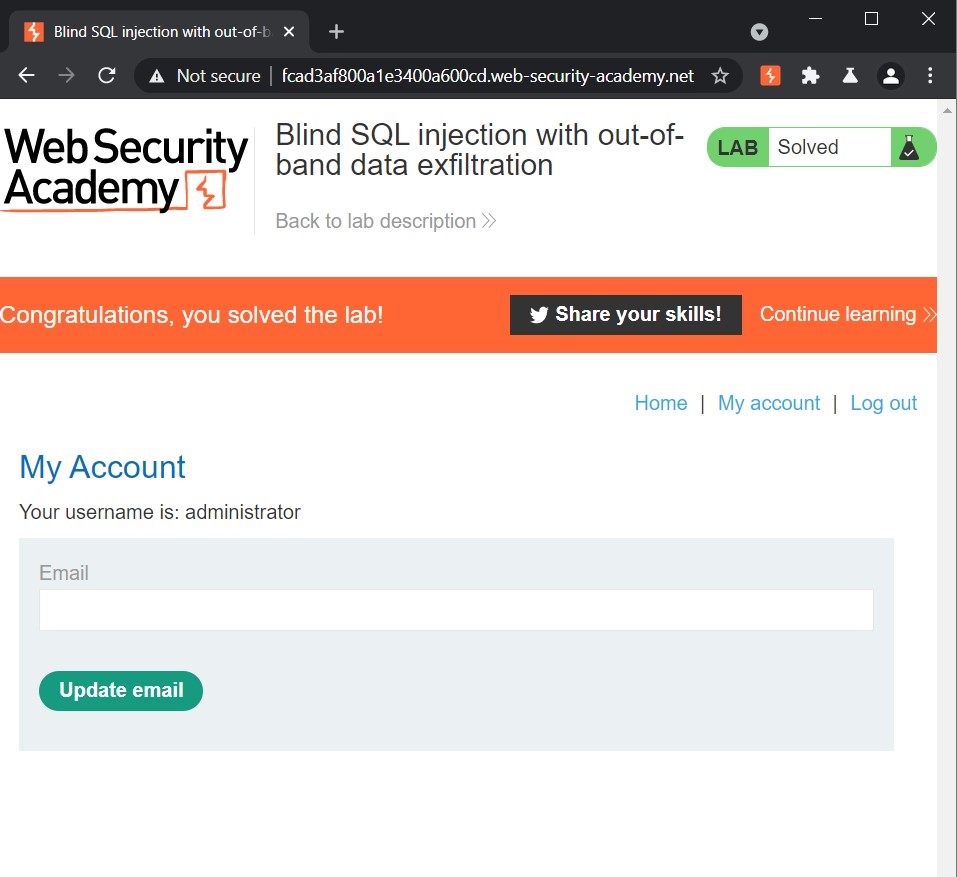 Blind SQL injection with out-of-b
Not secure
fcad3af800a1e3400a600cd.web-security-academy.net
Web Security
Academy
Blind SQL injection with out-of-
band data exfiltration
LAB
Solved
Back to lab description
Congratulations, you solved the lab!
Share your skills!
Continue learning
Home | My account | Log out
My Account
Your username is: administrator
Email
Update email